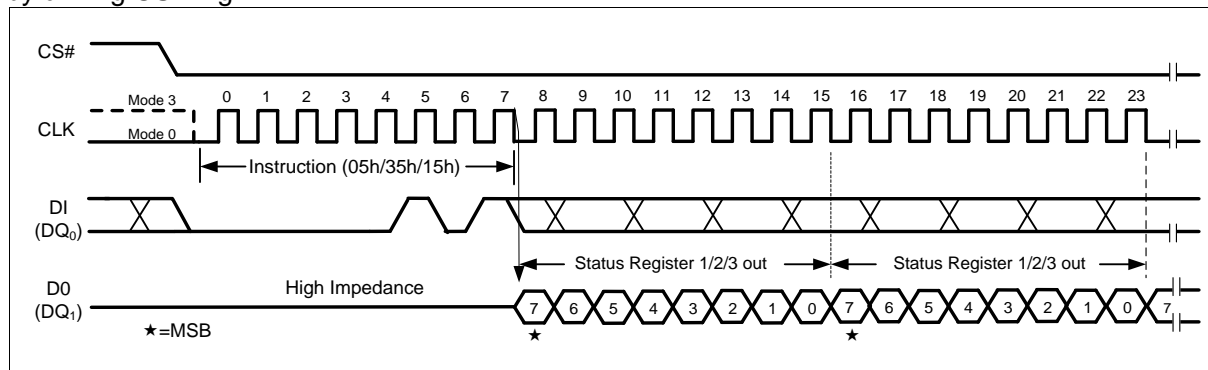 CS#
Mode 3 0 1 2 3 4 5 6 7 8 9 10 11 12 13 14 15 16 17 18 19 20 21 22 23
CLK Mode 0
Instruction (05h/35h/15h)
DI
(DQ0)
Status Register 1/2/3 out Status Register 1/2/3 out
D0 High Impedance
(DQ1) 7 6 5 4 3 2 1 0 7 6 5 4 3 2 1 0 7
★=MSB ★ ★